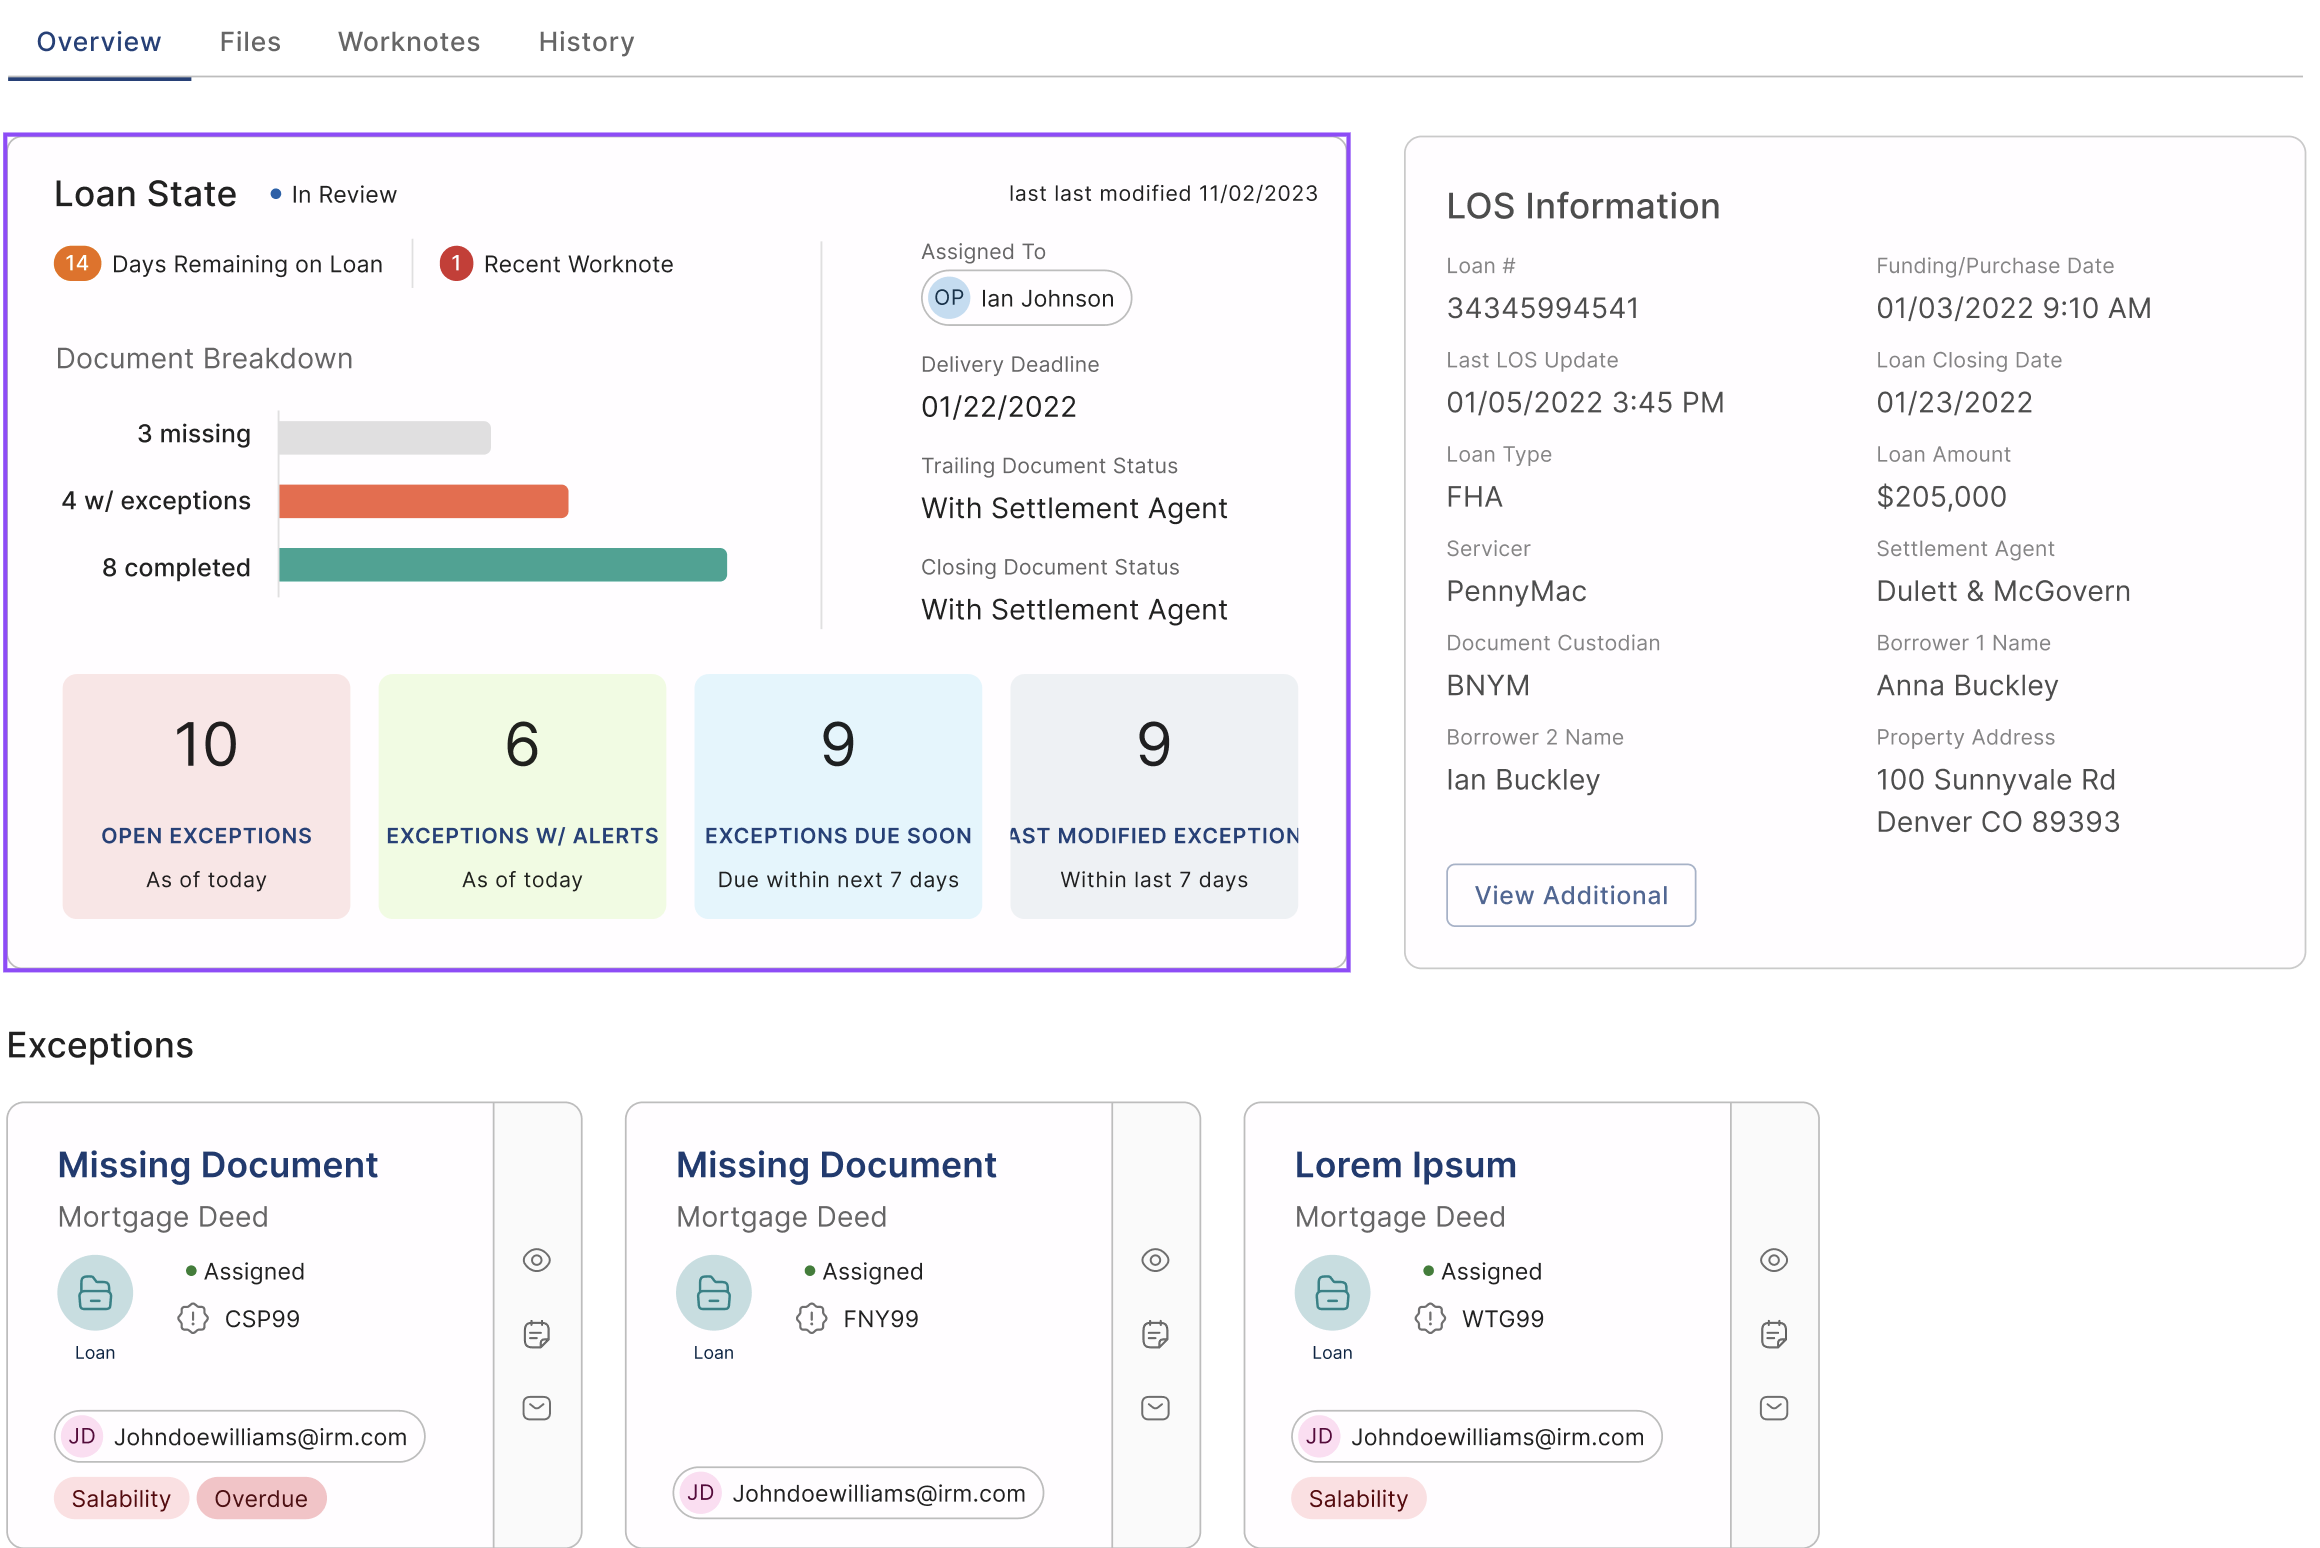 Overview Files Worknotes History
Loan State In Review last last modified 11/02/2023
14 Days Remaining on Loan 1 Recent Worknote
Document Breakdown
3 missing
4 w/ exceptions
8 completed
Assigned To
OP Ian Johnson
Delivery Deadline
01/22/2022
Trailing Document Status
With Settlement Agent
Closing Document Status
With Settlement Agent
10
OPEN EXCEPTIONS
As of today
6
EXCEPTIONS W/ ALERTS
As of today
9
EXCEPTIONS DUE SOON
Due within next 7 days
9
AST MODIFIED EXCEPTION
Within last 7 days
LOS Information
Loan # Funding/Purchase Date
34345994541 01/03/2022 9:10 AM
Last LOS Update Loan Closing Date
01/05/2022 3:45 PM 01/23/2022
Loan Type Loan Amount
FHA $205,000
Servicer Settlement Agent
PennyMac Dulett & McGovern
Document Custodian Borrower 1 Name
BNYM Anna Buckley
Borrower 2 Name Property Address
Ian Buckley 100 Sunnyvale Rd
Denver CO 89393
View Additional
Exceptions
Missing Document
Mortgage Deed
Assigned
CSP99
Loan
JD Johndoewilliams@irm.com
Salability Overdue
Missing Document
Mortgage Deed
Assigned
FNY99
Loan
JD Johndoewilliams@irm.com
Lorem Ipsum
Mortgage Deed
Assigned
WTG99
Loan
JD Johndoewilliams@irm.com
Salability